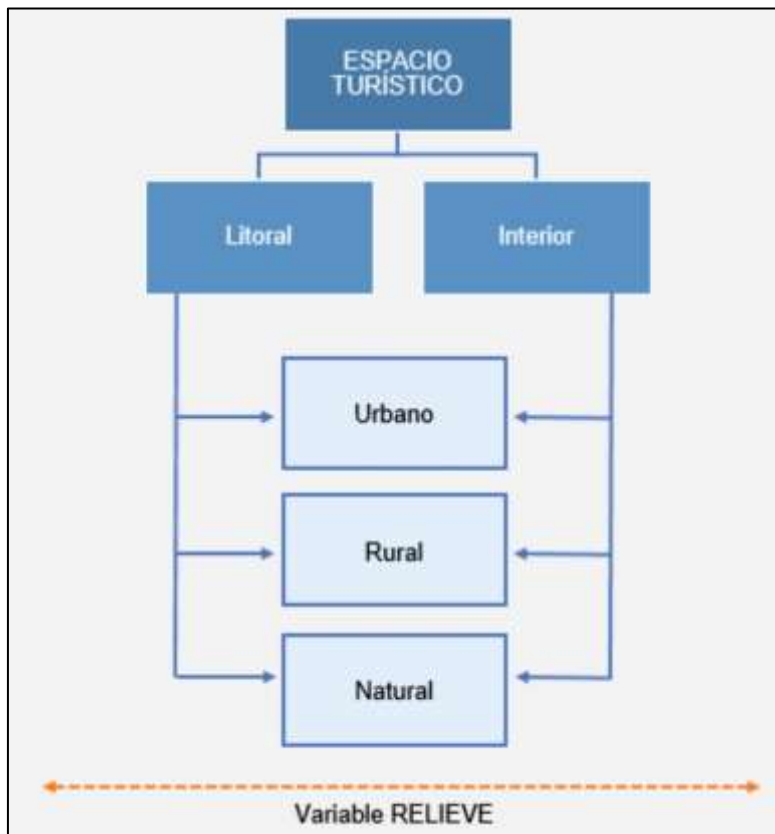 ESPACIO
TURÍSTICO
Litoral
Interior
Urbano
Rural
Natural
Variable RELIEVE